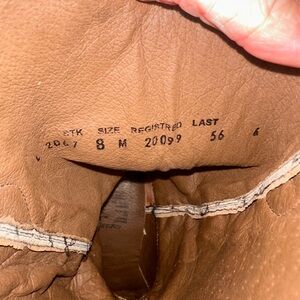 STK SIZE REGISTRED LAST
2067 8 M 20099 56 6